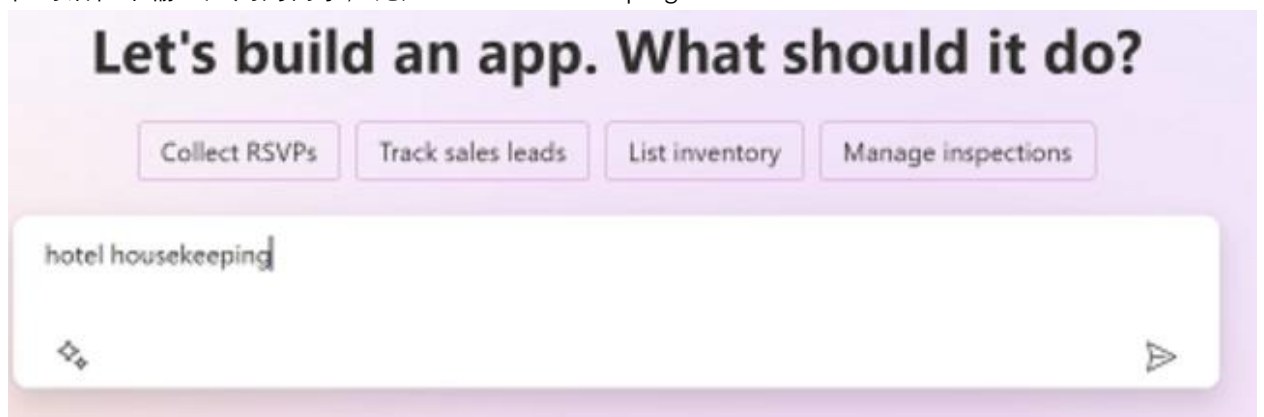 Let's build an app. What should it do?
Collect RSVPs
Track sales leads
List inventory
Manage inspections
hotel housekeeping